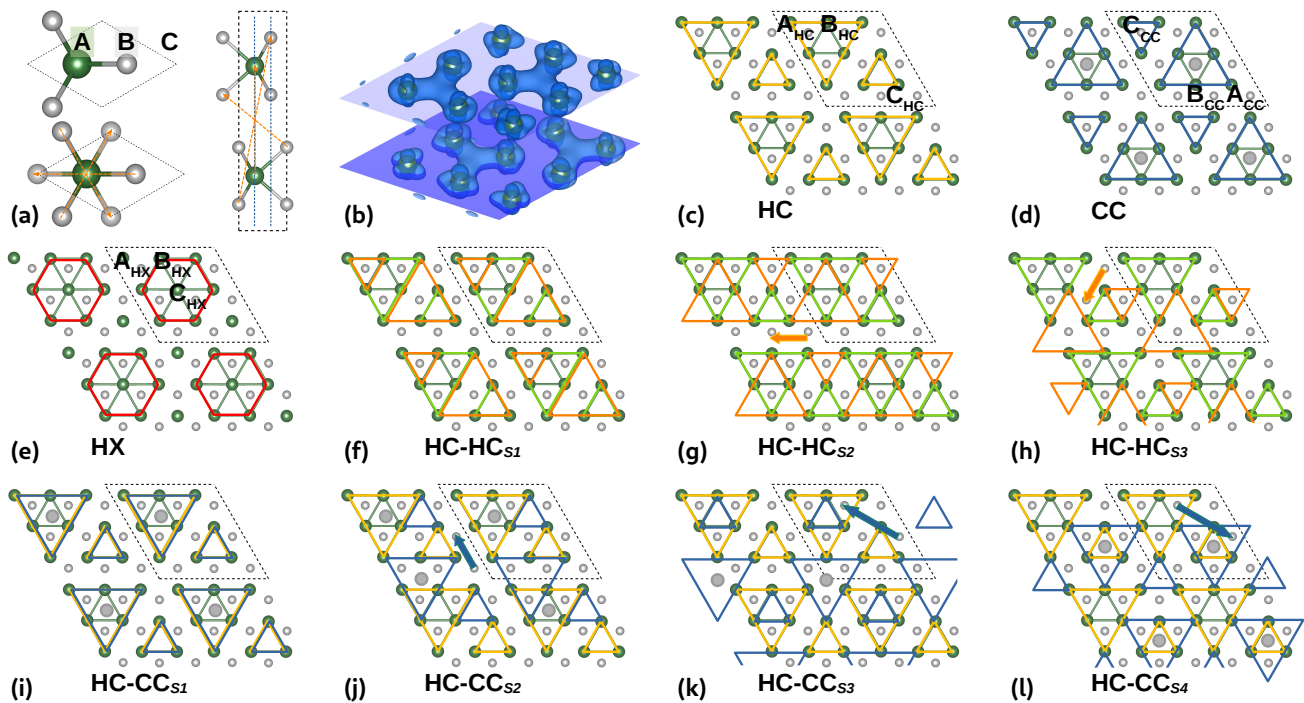 A B C
(a)
(b)
A_HC B_HC
C_HC
(c) HC
C_CC
B_CC A_CC
(d) CC
A_HX B_HX
C_HX
(e) HX
(f) HC-HC_S1
(g) HC-HC_S2
(h) HC-HC_S3
(i) HC-CC_S1
(j) HC-CC_S2
(k) HC-CC_S3
(l) HC-CC_S4